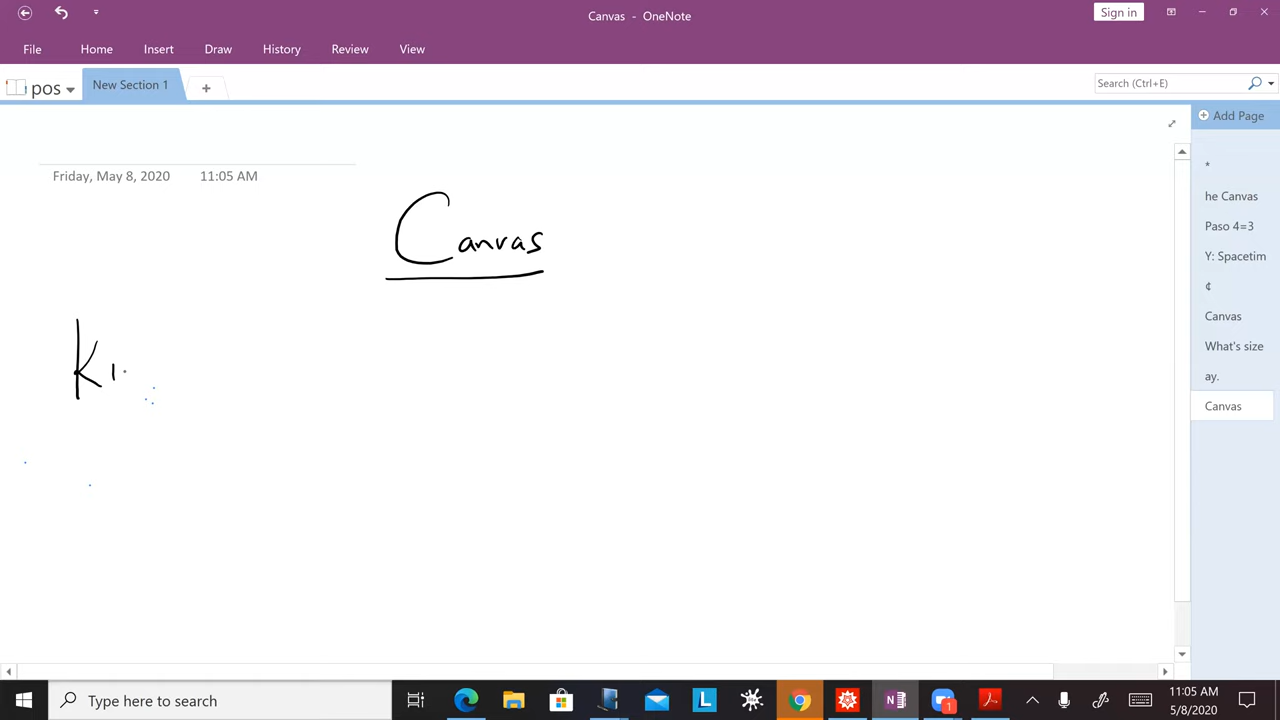 Canvas - OneNote
Sign in
File Home Insert Draw History Review View
pos New Section 1
Search (Ctrl+E)
Add Page
Friday, May 8, 2020 11:05 AM
Canvas
K
*
he Canvas
Paso 4=3
Y: Spacetim
¢
Canvas
What's size
ay.
Canvas
Type here to search
L
N
1
11:05 AM
5/8/2020